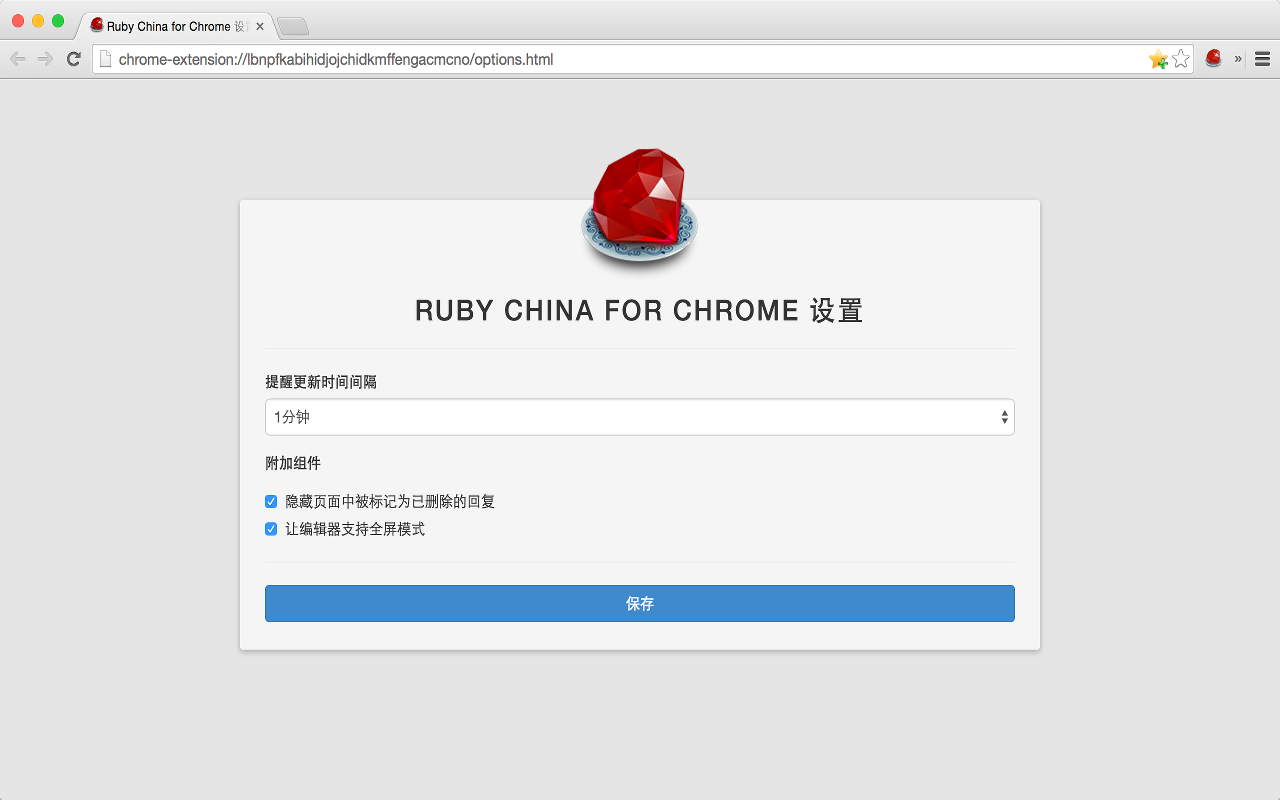 Ruby China for Chrome 设
chrome-extension://lbnpfkabihidjojchidkmffengacmcno/options.html
RUBY CHINA FOR CHROME 设置
提醒更新时间间隔
1分钟
附加组件
隐藏页面中被标记为已删除的回复
让编辑器支持全屏模式
保存